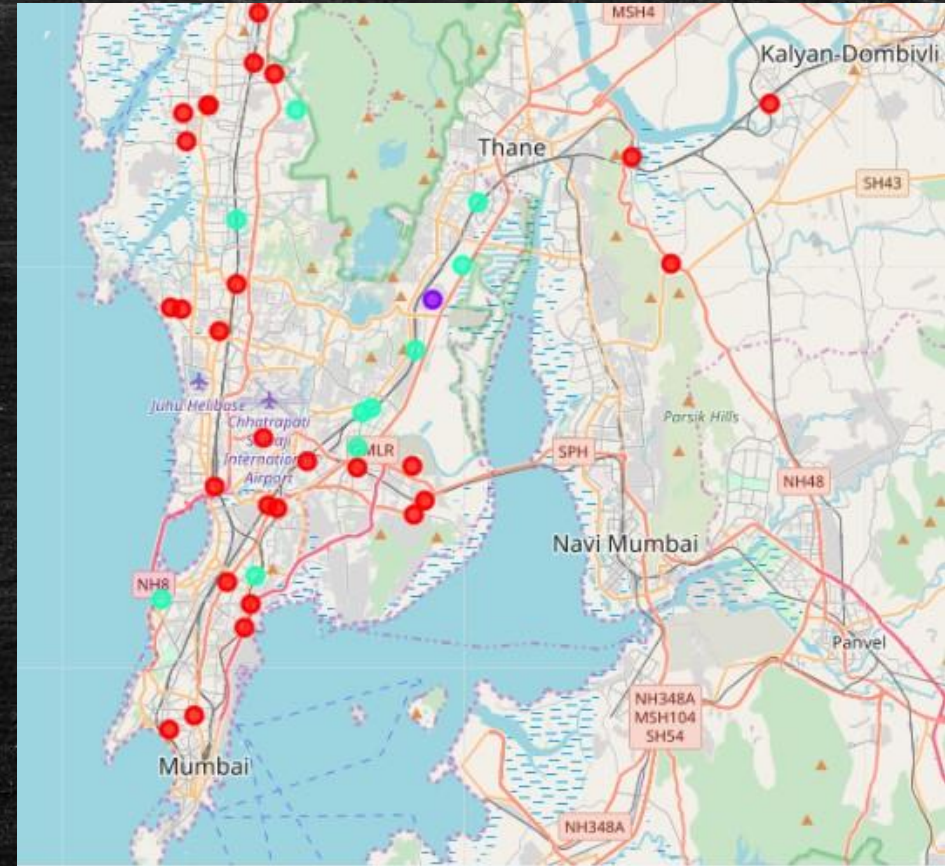 MSH4
Kalyan-Dombivli
Thane
SH43
Juhu Helibase
Chhatrapati
Shivaji
International
Airport
MLR
SPH
Parsik Hills
NH48
Navi Mumbai
NH8
Panvel
NH348A
MSH104
SH54
Mumbai
NH348A